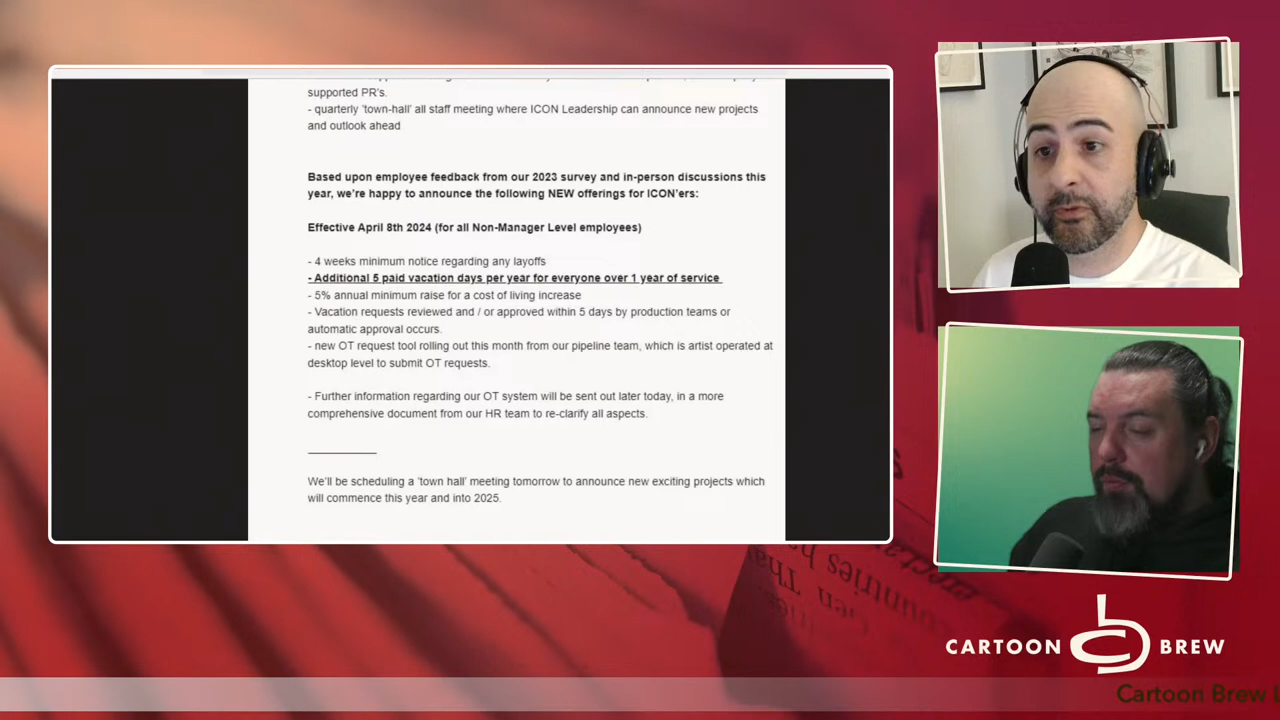 supported PR's.
- quarterly 'town-hall' all staff meeting where ICON Leadership can announce new projects
and outlook ahead
Based upon employee feedback from our 2023 survey and in-person discussions this
year, we're happy to announce the following NEW offerings for ICON'ers:
Effective April 8th 2024 (for all Non-Manager Level employees)
- 4 weeks minimum notice regarding any layoffs
- Additional 5 paid vacation days per year for everyone over 1 year of service
- 5% annual minimum raise for a cost of living increase
- Vacation requests reviewed and / or approved within 5 days by production teams or
automatic approval occurs.
- new OT request tool rolling out this month from our pipeline team, which is artist operated at
desktop level to submit OT requests.
- Further information regarding our OT system will be sent out later today, in a more
comprehensive document from our HR team to re-clarify all aspects.
We'll be scheduling a 'town hall' meeting tomorrow to announce new exciting projects which
will commence this year and into 2025.
CARTOON BREW
Cartoon Brew